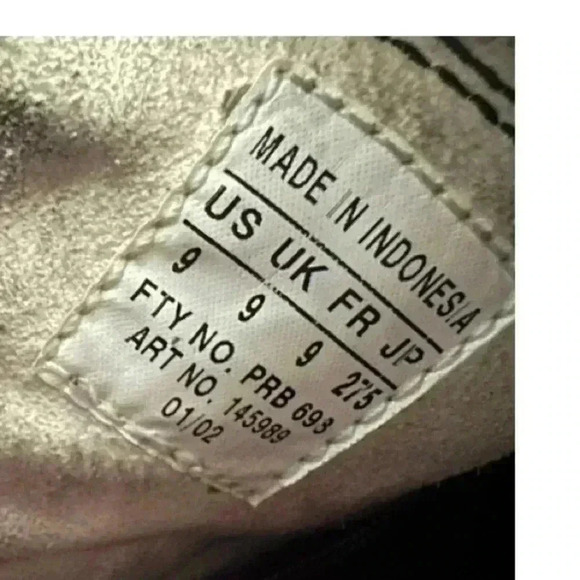 MADE IN INDONESIA
US UK FR JP
9 9 9 275
FTY NO. PRB 693
ART NO. 145989
01/02